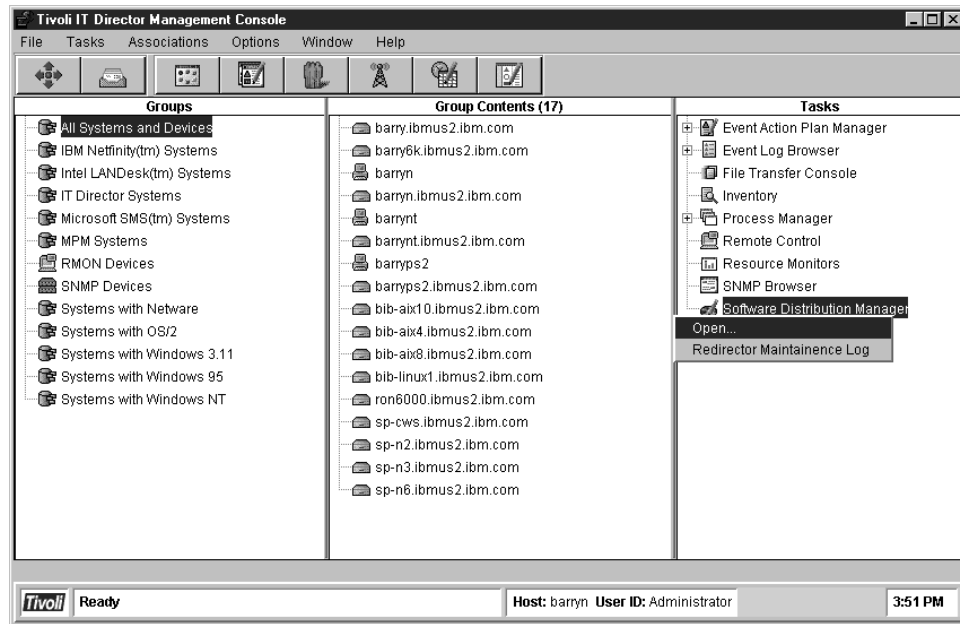 Tivoli IT Director Management Console
File Tasks Associations Options Window Help
Groups
All Systems and Devices
IBM Netfinity(tm) Systems
Intel LANDesk(tm) Systems
IT Director Systems
Microsoft SMS(tm) Systems
MPM Systems
RMON Devices
SNMP Devices
Systems with Netware
Systems with OS/2
Systems with Windows 3.11
Systems with Windows 95
Systems with Windows NT
Group Contents (17)
barry.ibmus2.ibm.com
barry6k.ibmus2.ibm.com
barryn
barryn.ibmus2.ibm.com
barrynt
barrynt.ibmus2.ibm.com
barryps2
barryps2.ibmus2.ibm.com
bib-aix10.ibmus2.ibm.com
bib-aix4.ibmus2.ibm.com
bib-aix8.ibmus2.ibm.com
bib-linux1.ibmus2.ibm.com
ron6000.ibmus2.ibm.com
sp-cws.ibmus2.ibm.com
sp-n2.ibmus2.ibm.com
sp-n3.ibmus2.ibm.com
sp-n6.ibmus2.ibm.com
Tasks
Event Action Plan Manager
Event Log Browser
File Transfer Console
Inventory
Process Manager
Remote Control
Resource Monitors
SNMP Browser
Software Distribution Manager
Open...
Redirector Maintainence Log
Tivoli Ready Host: barryn User ID: Administrator 3:51 PM